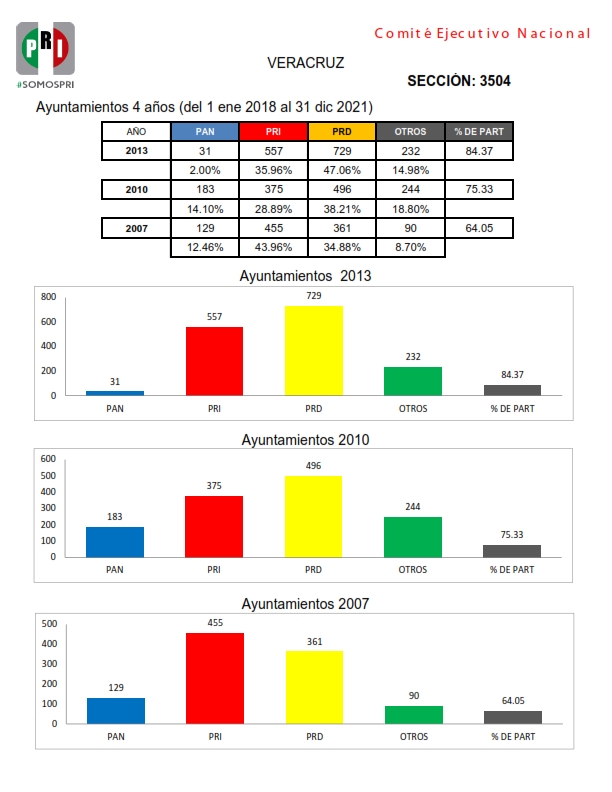 Comité Ejecutivo Nacional
PRI
#SOMOSPRI
VERACRUZ
SECCIÓN: 3504
Ayuntamientos 4 años (del 1 ene 2018 al 31 dic 2021)
AÑO PAN PRI PRD OTROS % DE PART
2013 31 557 729 232 84.37
2.00% 35.96% 47.06% 14.98%
2010 183 375 496 244 75.33
14.10% 28.89% 38.21% 18.80%
2007 129 455 361 90 64.05
12.46% 43.96% 34.88% 8.70%
Ayuntamientos 2013
800
600
400
200
0
31 557 729 232 84.37
PAN PRI PRD OTROS % DE PART
Ayuntamientos 2010
600
500
400
300
200
100
0
183 375 496 244 75.33
PAN PRI PRD OTROS % DE PART
Ayuntamientos 2007
500
400
300
200
100
0
129 455 361 90 64.05
PAN PRI PRD OTROS % DE PART